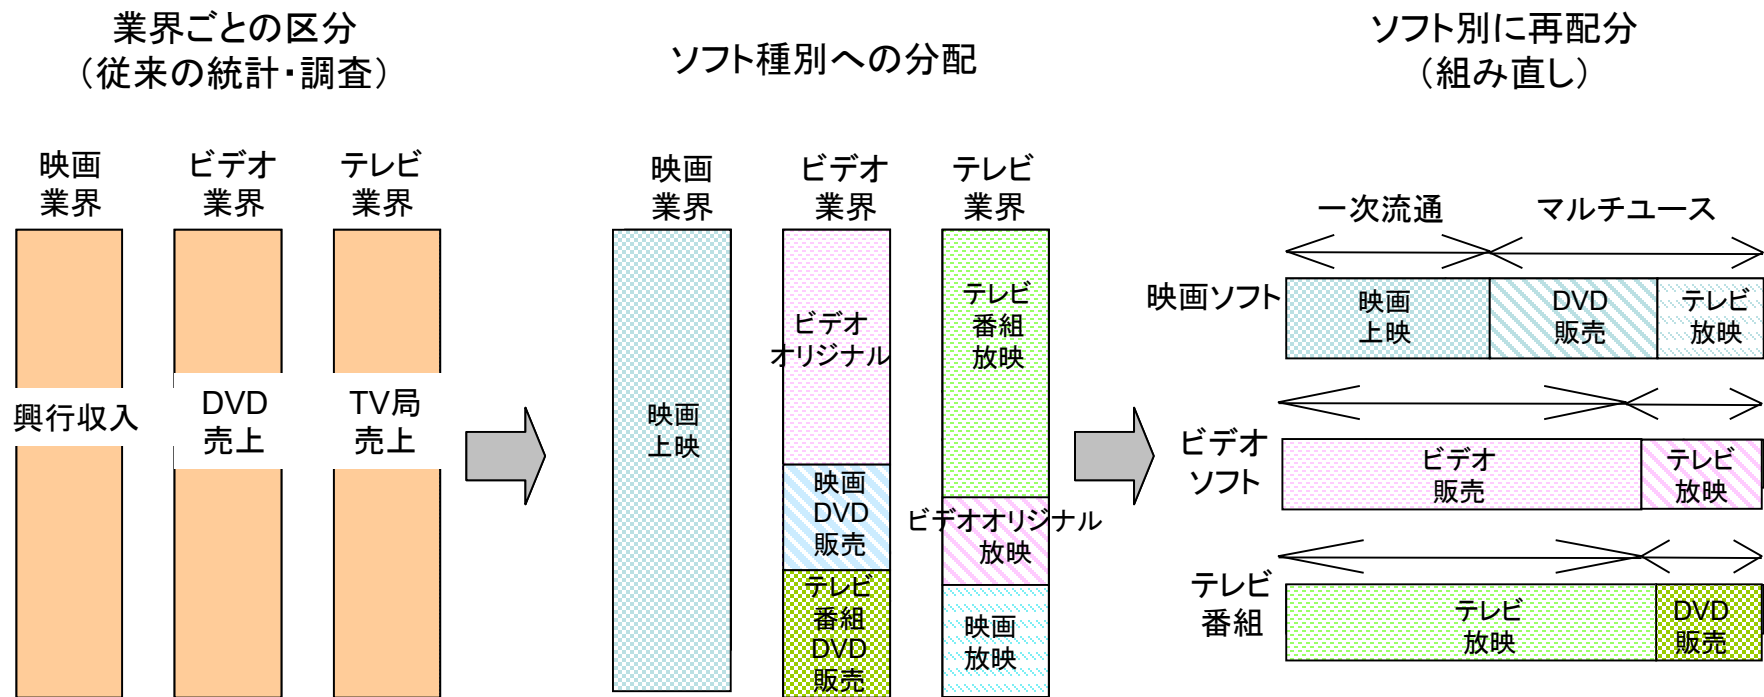 業界ごとの区分
（従来の統計・調査）
映画
業界
ビデオ
業界
テレビ
業界
興行収入
DVD
売上
TV局
売上
ソフト種別への分配
映画
業界
ビデオ
業界
テレビ
業界
映画
上映
ビデオ
オリジナル
映画
DVD
販売
テレビ
番組
DVD
販売
テレビ
番組
放映
ビデオオリジナル
放映
映画
放映
ソフト別に再配分
（組み直し）
一次流通
マルチユース
映画ソフト
映画
上映
DVD
販売
テレビ
放映
ビデオ
ソフト
ビデオ
販売
テレビ
放映
テレビ
番組
テレビ
放映
DVD
販売